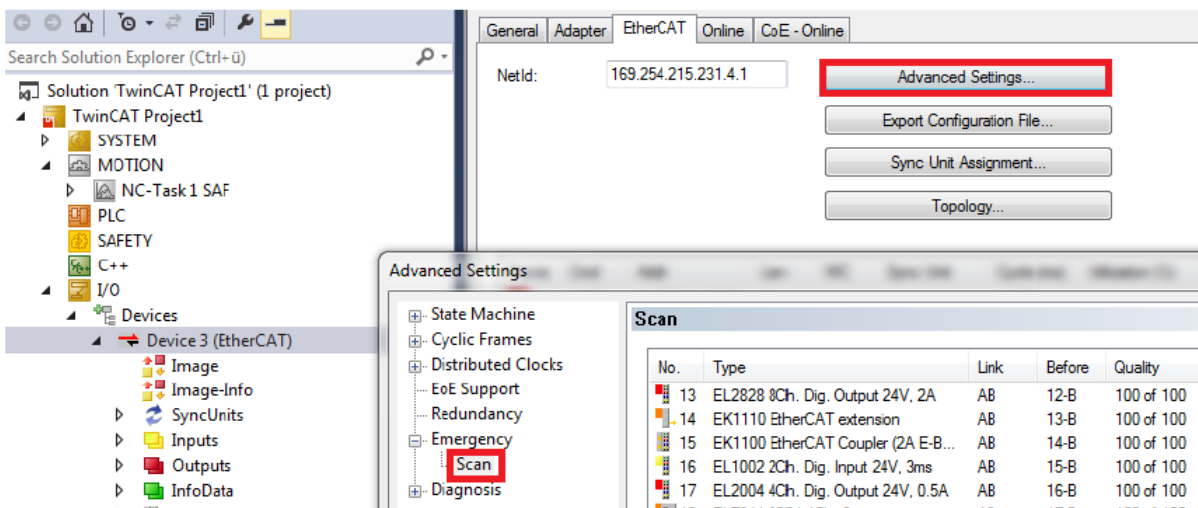 General Adapter EtherCAT Online CoE - Online
Search Solution Explorer (Ctrl+ü)
Solution 'TwinCAT Project1' (1 project)
TwinCAT Project1
SYSTEM
MOTION
NC-Task 1 SAF
PLC
SAFETY
C++
I/O
Devices
Device 3 (EtherCAT)
Image
Image-Info
SyncUnits
Inputs
Outputs
InfoData
NetId: 169.254.215.231.4.1
Advanced Settings...
Export Configuration File...
Sync Unit Assignment...
Topology...
Advanced Settings
State Machine
Cyclic Frames
Distributed Clocks
EoE Support
Redundancy
Emergency
Scan
Diagnosis
Scan
No. Type Link Before Quality
13 EL2828 8Ch. Dig. Output 24V, 2A AB 12-B 100 of 100
14 EK1110 EtherCAT extension AB 13-B 100 of 100
15 EK1100 EtherCAT Coupler (2A E-B... AB 14-B 100 of 100
16 EL1002 2Ch. Dig. Input 24V, 3ms AB 15-B 100 of 100
17 EL2004 4Ch. Dig. Output 24V, 0.5A AB 16-B 100 of 100